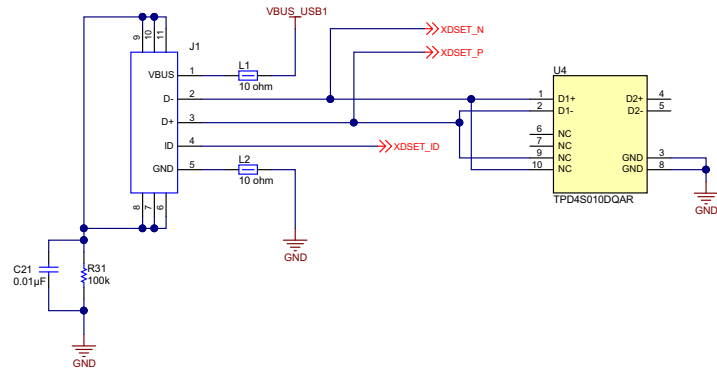 VBUS_USB1
XDSET_N
XDSET_P
XDSET_ID
J1
9
10
11
VBUS 1
D- 2
D+ 3
ID 4
GND 5
8
7
6
L1
10 ohm
L2
10 ohm
GND
C21
0.01µF
R31
100k
GND
U4
1 D1+ D2+ 4
2 D1- D2- 5
6 NC
7 NC
9 NC GND 3
10 NC GND 8
TPD4S010DQAR
GND